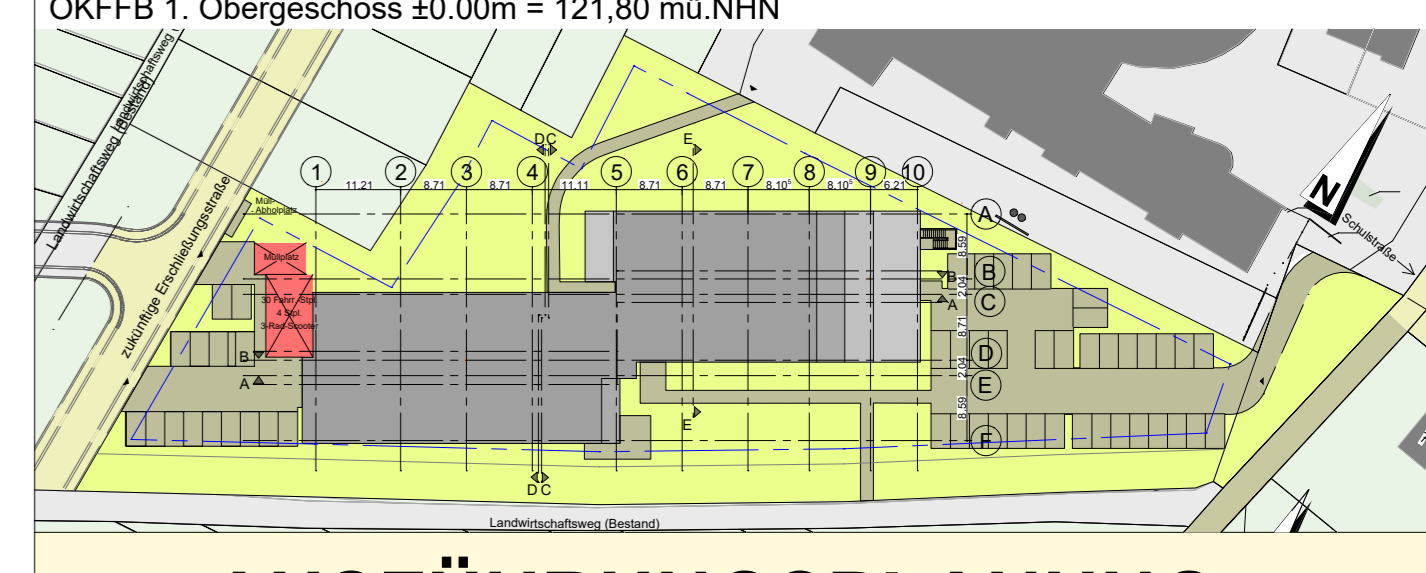 OKFFB 1. Obergeschoss ±0.00m = 121,80 mü.NHN
Landwirtschaftsweg (
Landwirtschaftsweg (Bestand)
Landwirtschaftsweg (Bestand)
zukünftige Erschließungsstraße
Müll-
Abholplatz
Müllplatz
30 Fahrr.-Stpl.
4 Stpl.
3-Rad-Scooter
D C E
1 2 3 4 5 6 7 8 9 10
11.21 8.71 8.71 11.11 8.71 8.71 8.10⁵ 8.10⁵ 6.21
A
8.59
B
B
2.04
C
A
8.71
D
2.04
E
8.59
F
B
A
E
D C
N
Schulstraße
Landwirtschaftsweg (Bestand)
AUSFÜHRUNGSPLANUNG